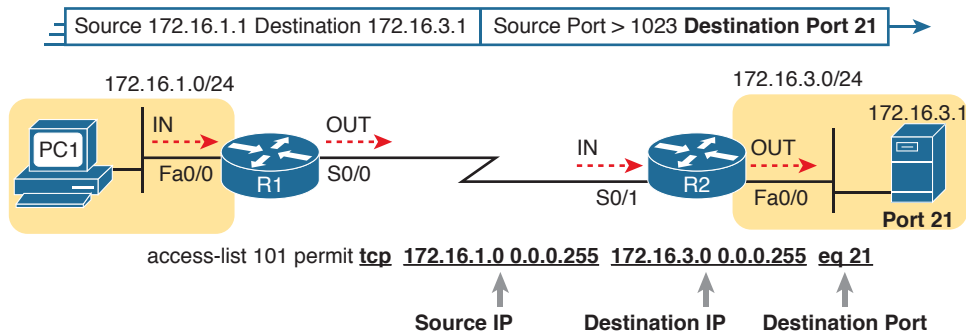 Source 172.16.1.1 Destination 172.16.3.1 Source Port > 1023 Destination Port 21
172.16.1.0/24
172.16.3.0/24
172.16.3.1
IN
OUT
IN
OUT
PC1
Fa0/0
R1
S0/0
S0/1
R2
Fa0/0
Port 21
access-list 101 permit tcp 172.16.1.0 0.0.0.255 172.16.3.0 0.0.0.255 eq 21
Source IP
Destination IP
Destination Port